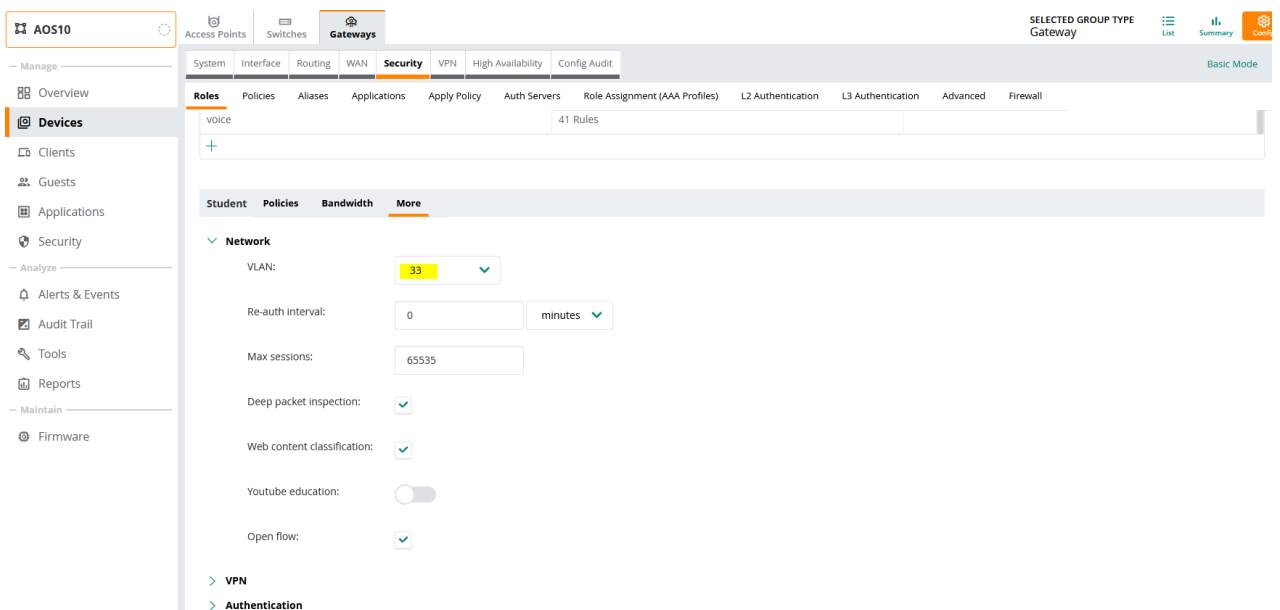 AOS10
Access Points
Switches
Gateways
SELECTED GROUP TYPE
Gateway
List
Summary
Manage
Overview
Devices
Clients
Guests
Applications
Security
Analyze
Alerts & Events
Audit Trail
Tools
Reports
Maintain
Firmware
System Interface Routing WAN Security VPN High Availability Config Audit
Basic Mode
Roles Policies Aliases Applications Apply Policy Auth Servers Role Assignment (AAA Profiles) L2 Authentication L3 Authentication Advanced Firewall
voice 41 Rules
Student Policies Bandwidth More
Network
VLAN: 33
Re-auth interval: 0 minutes
Max sessions: 65535
Deep packet inspection:
Web content classification:
Youtube education:
Open flow:
VPN
Authentication